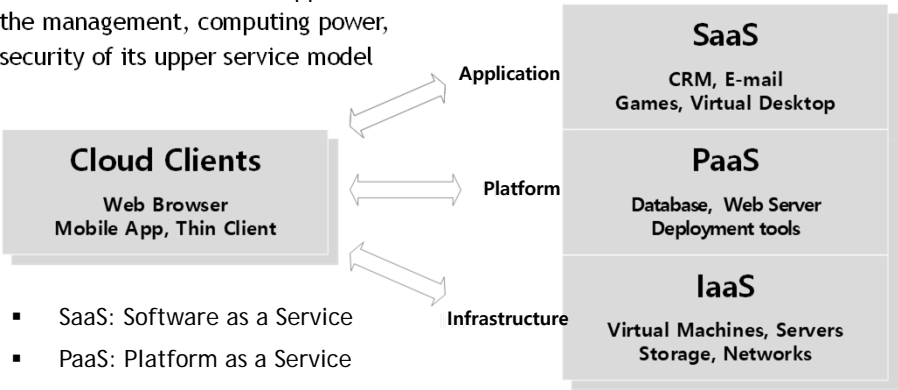 the management, computing power,
security of its upper service model
Application
SaaS
CRM, E-mail
Games, Virtual Desktop
Cloud Clients
Web Browser
Mobile App, Thin Client
Platform
PaaS
Database, Web Server
Deployment tools
Infrastructure
IaaS
Virtual Machines, Servers
Storage, Networks
▪ SaaS: Software as a Service
▪ PaaS: Platform as a Service